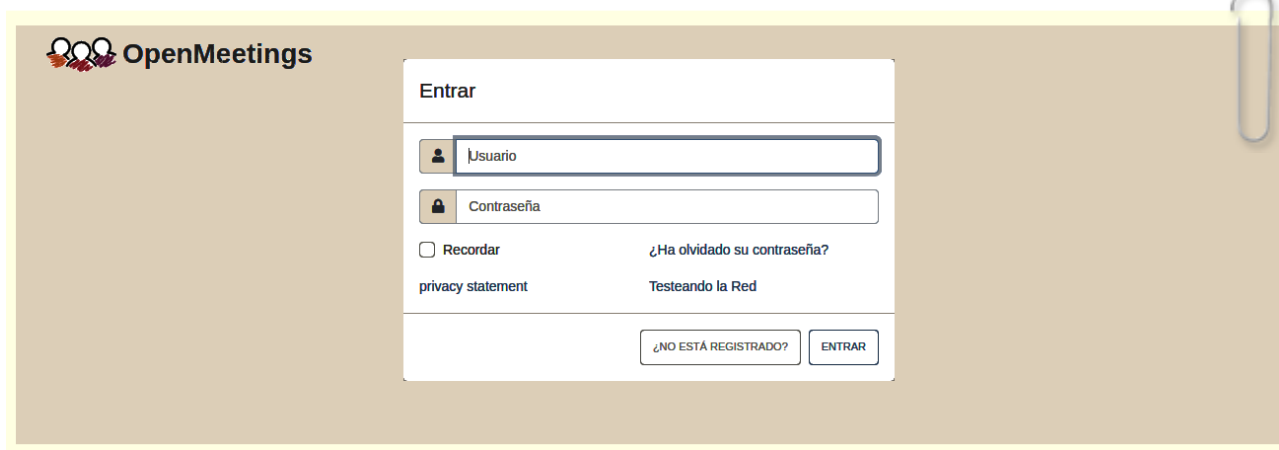 OpenMeetings
Entrar
Usuario
Contraseña
Recordar
¿Ha olvidado su contraseña?
privacy statement
Testeando la Red
¿NO ESTÁ REGISTRADO?
ENTRAR